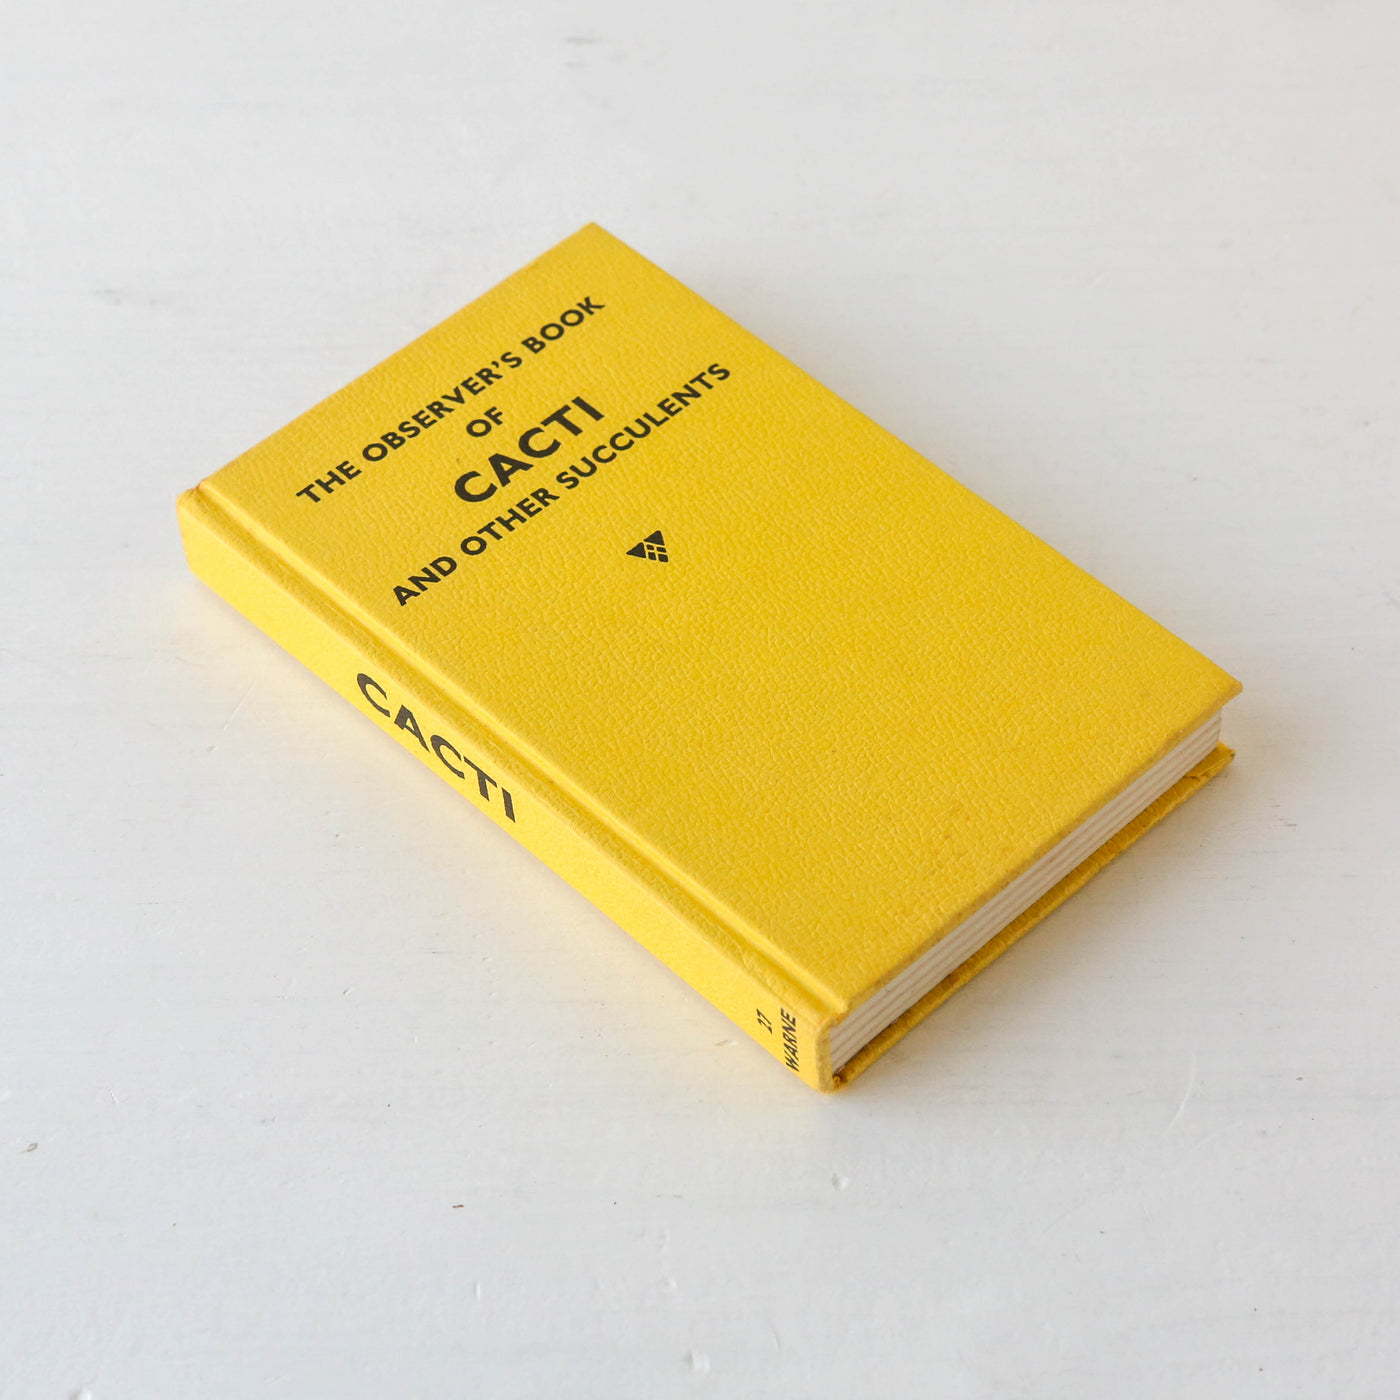 THE OBSERVER'S BOOK
OF
CACTI
AND OTHER SUCCULENTS
CACTI
27
WARNE